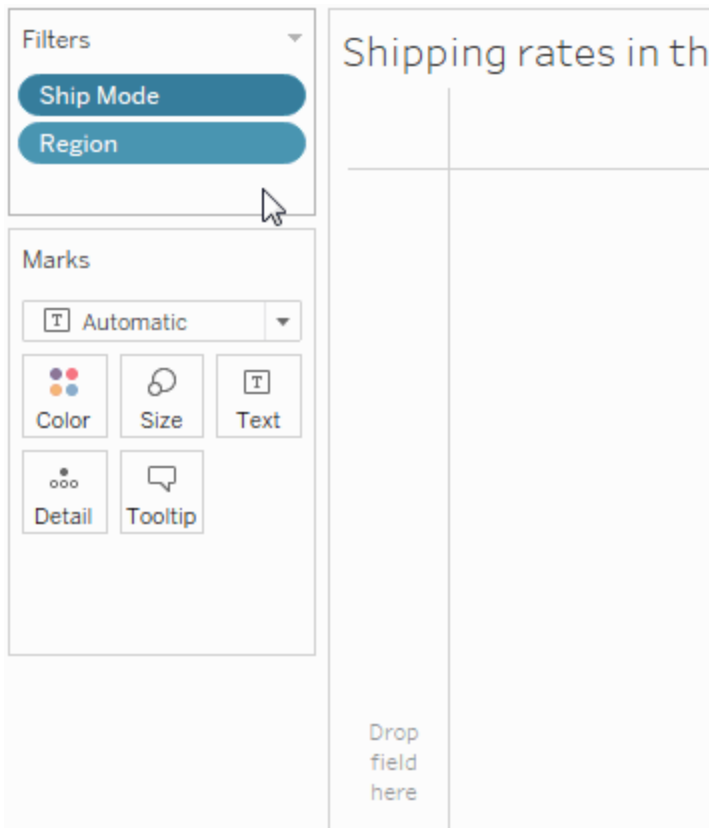 Filters
Ship Mode
Region
Marks
T Automatic
Color
Size
T
Text
Detail
Tooltip
Shipping rates in th
Drop
field
here